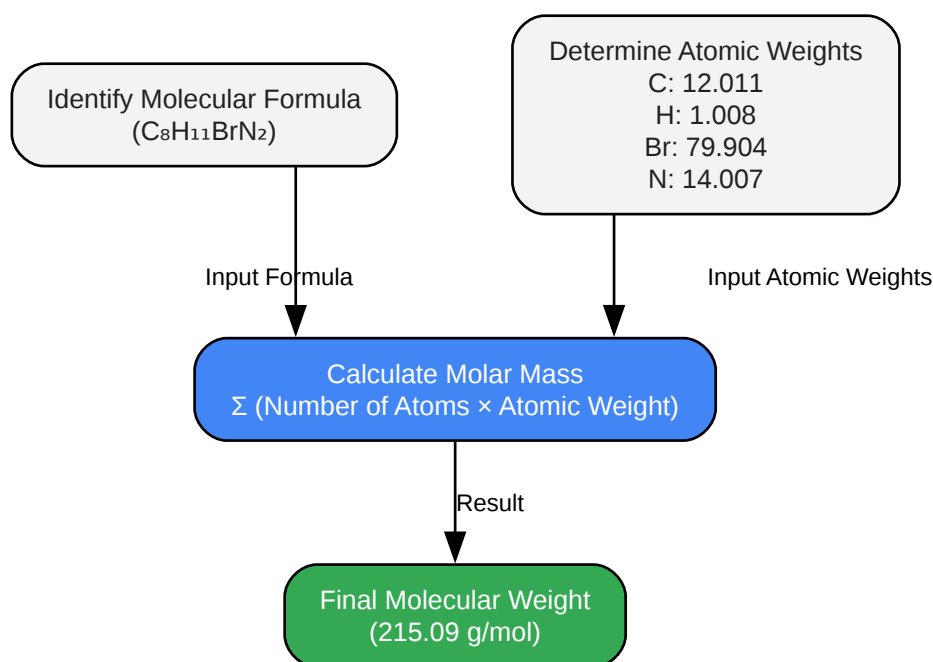 Identify Molecular Formula
(C₈H₁₁BrN₂)
Determine Atomic Weights
C: 12.011
H: 1.008
Br: 79.904
N: 14.007
Input Formula
Input Atomic Weights
Calculate Molar Mass
Σ (Number of Atoms × Atomic Weight)
Result
Final Molecular Weight
(215.09 g/mol)